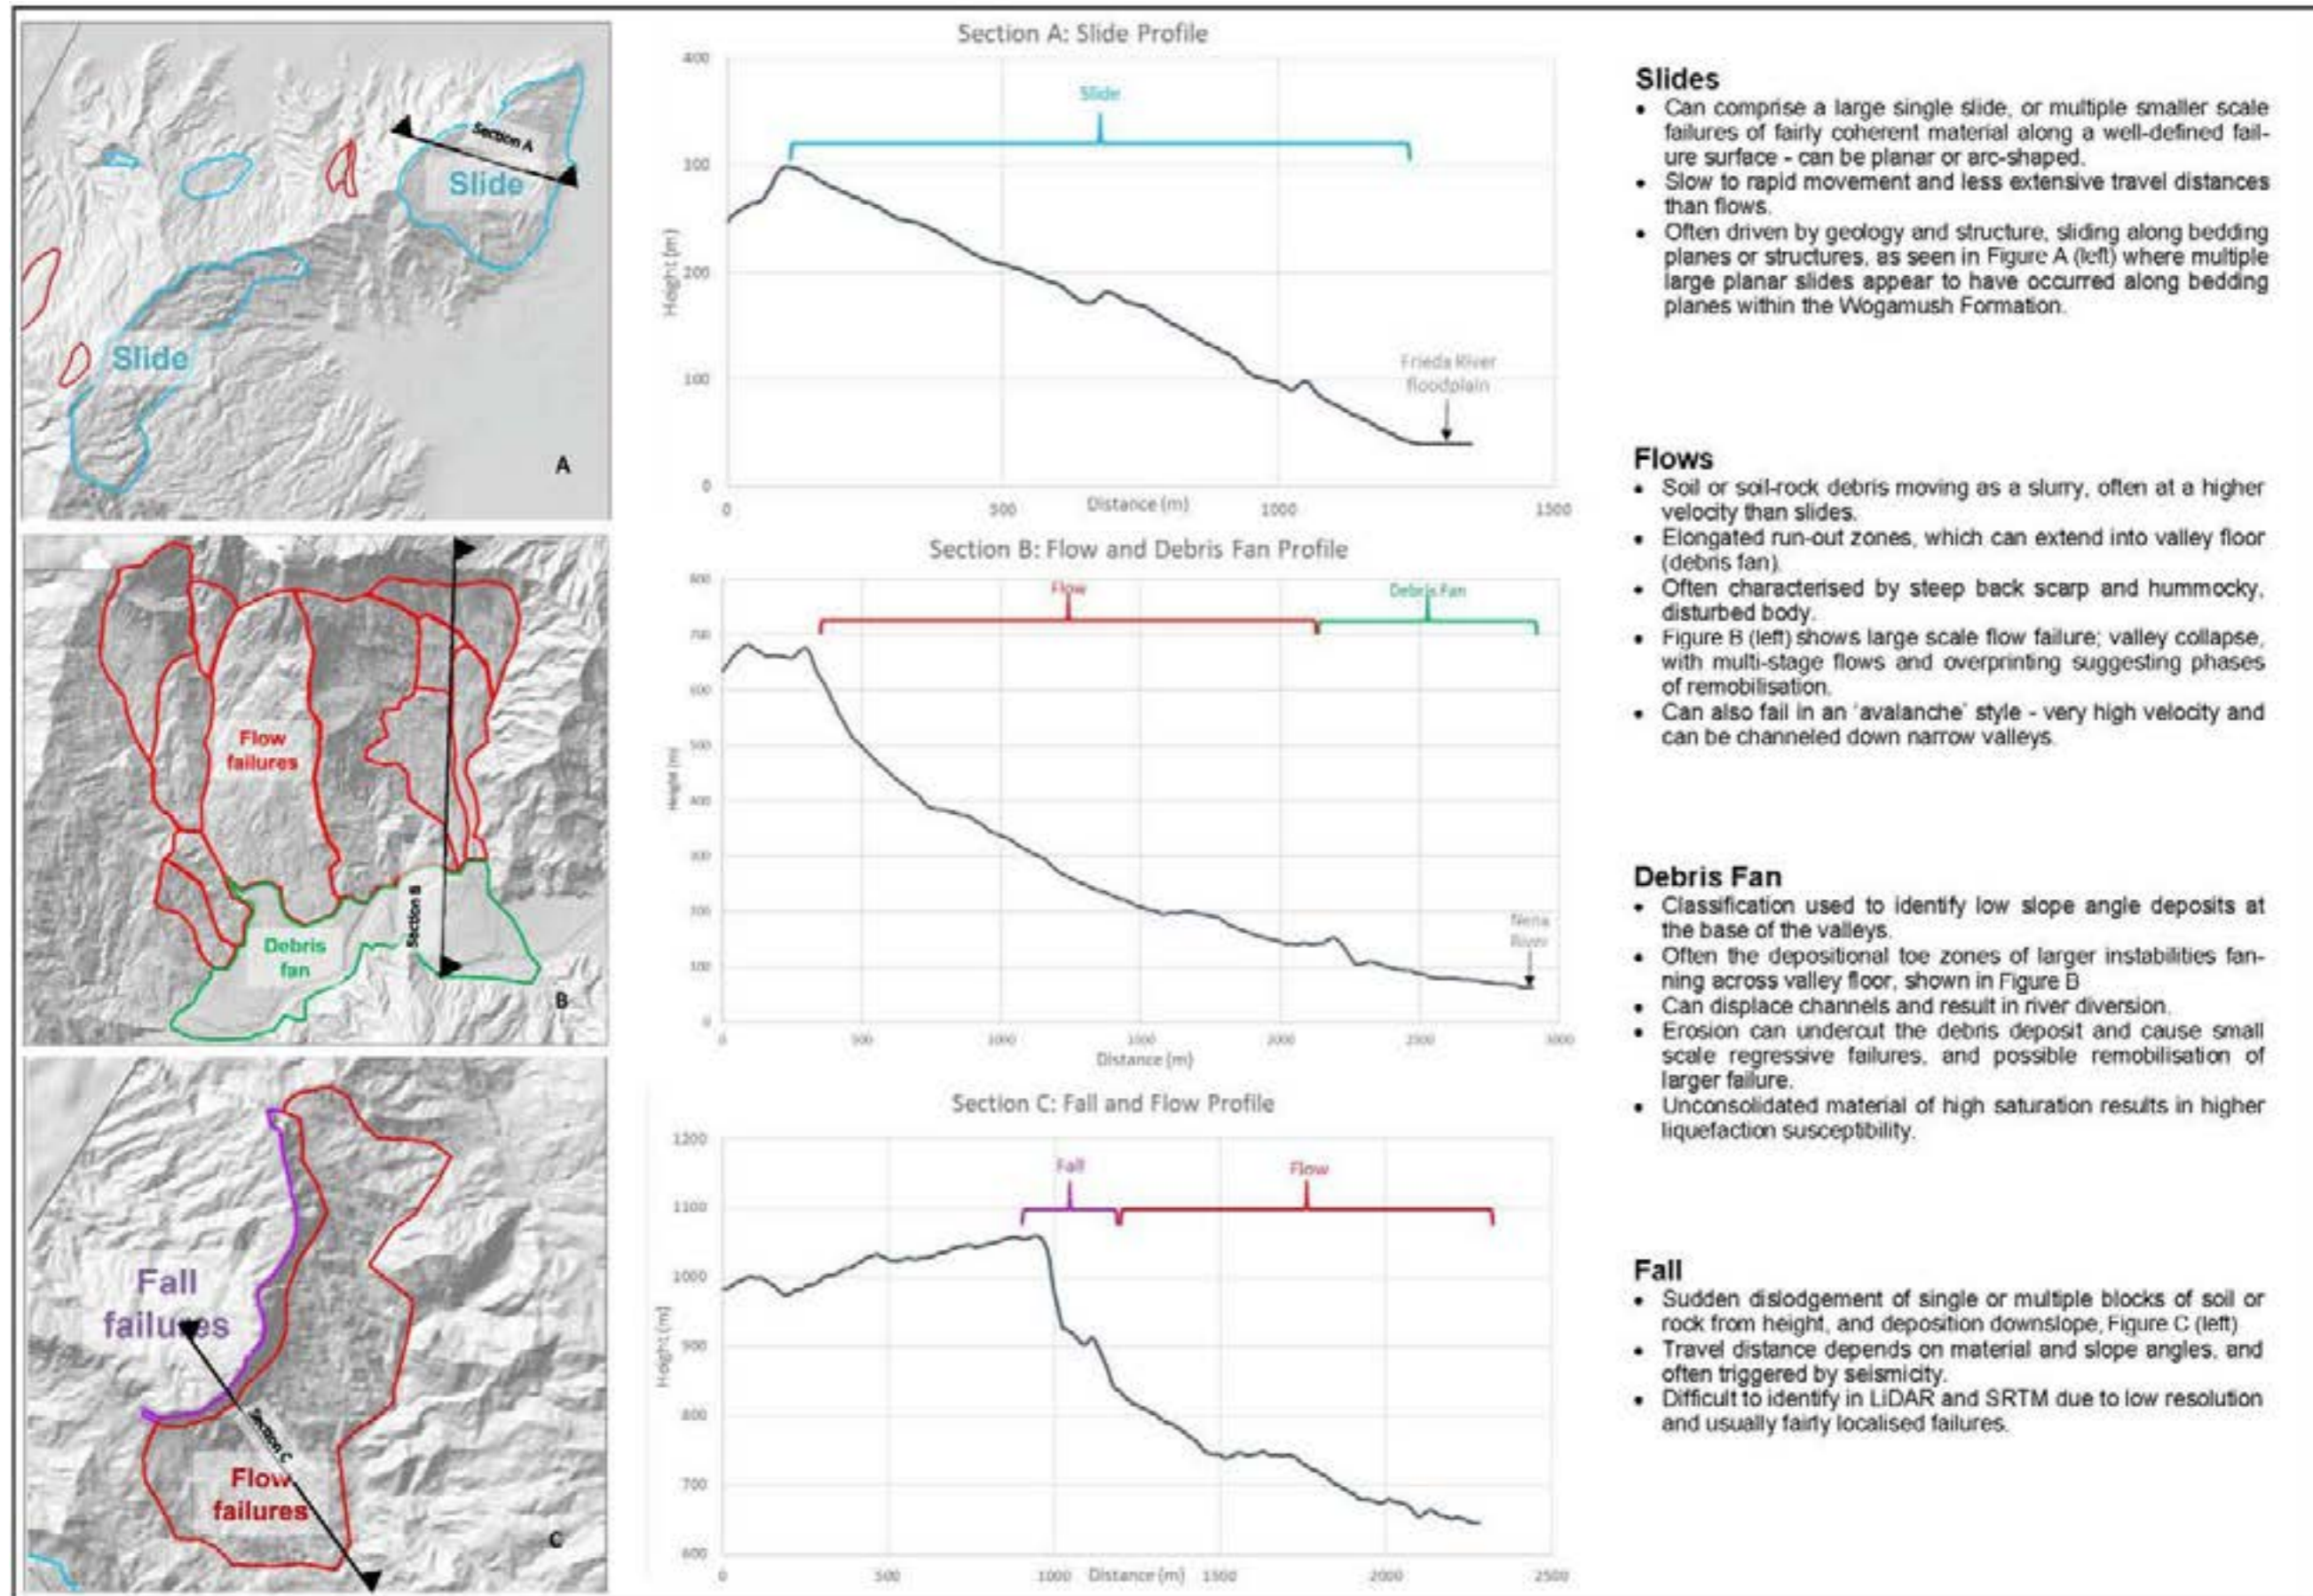 Section A
Slide
Slide
A
Section A: Slide Profile
Slide
400
300
200
100
0
Height (m)
Frieda River
floodplain
0
500
Distance (m)
1000
1500
Slides
• Can comprise a large single slide, or multiple smaller scale
failures of fairly coherent material along a well-defined fail-
ure surface - can be planar or arc-shaped.
• Slow to rapid movement and less extensive travel distances
than flows.
• Often driven by geology and structure, sliding along bedding
planes or structures, as seen in Figure A (left) where multiple
large planar slides appear to have occurred along bedding
planes within the Wogamush Formation.
Flow
failures
Debris
fan
Section B
B
Section B: Flow and Debris Fan Profile
Flow
Debris Fan
800
700
600
500
400
300
200
100
0
Height (m)
Nena
River
0
500
1000
1500
2000
2500
3000
Distance (m)
Flows
• Soil or soil-rock debris moving as a slurry, often at a higher
velocity than slides.
• Elongated run-out zones, which can extend into valley floor
(debris fan).
• Often characterised by steep back scarp and hummocky,
disturbed body.
• Figure B (left) shows large scale flow failure; valley collapse,
with multi-stage flows and overprinting suggesting phases
of remobilisation.
• Can also fail in an 'avalanche' style - very high velocity and
can be channeled down narrow valleys.
Debris Fan
• Classification used to identify low slope angle deposits at
the base of the valleys.
• Often the depositional toe zones of larger instabilities fan-
ning across valley floor, shown in Figure B
• Can displace channels and result in river diversion.
• Erosion can undercut the debris deposit and cause small
scale regressive failures, and possible remobilisation of
larger failure.
• Unconsolidated material of high saturation results in higher
liquefaction susceptibility.
Fall
failures
Section C
Flow
failures
C
Section C: Fall and Flow Profile
Fall
Flow
1200
1100
1000
900
800
700
600
Height (m)
0
500
1000
Distance (m)
1500
2000
2500
Fall
• Sudden dislodgement of single or multiple blocks of soil or
rock from height, and deposition downslope, Figure C (left)
• Travel distance depends on material and slope angles, and
often triggered by seismicity.
• Difficult to identify in LiDAR and SRTM due to low resolution
and usually fairly localised failures.